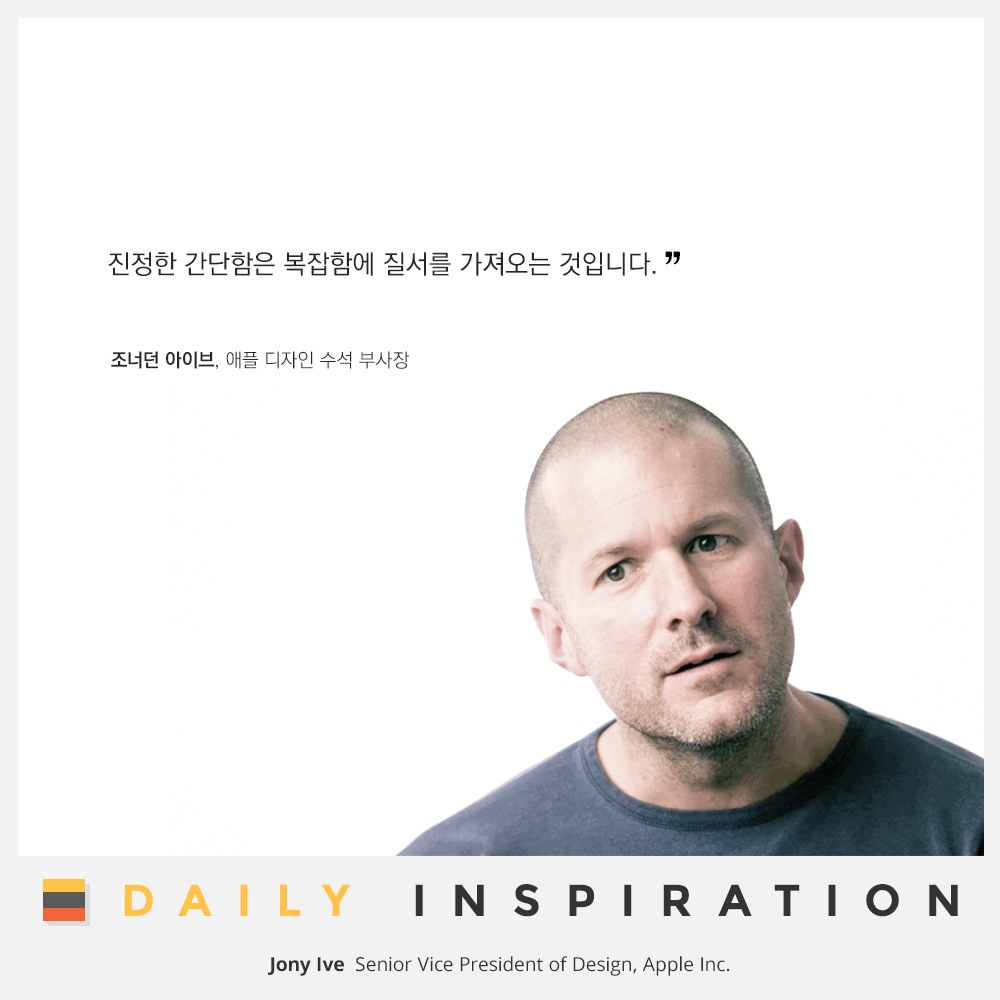 진정한 간단함은 복잡함에 질서를 가져오는 것입니다. ”
조너던 아이브, 애플 디자인 수석 부사장
DAILY INSPIRATION
Jony Ive Senior Vice President of Design, Apple Inc.